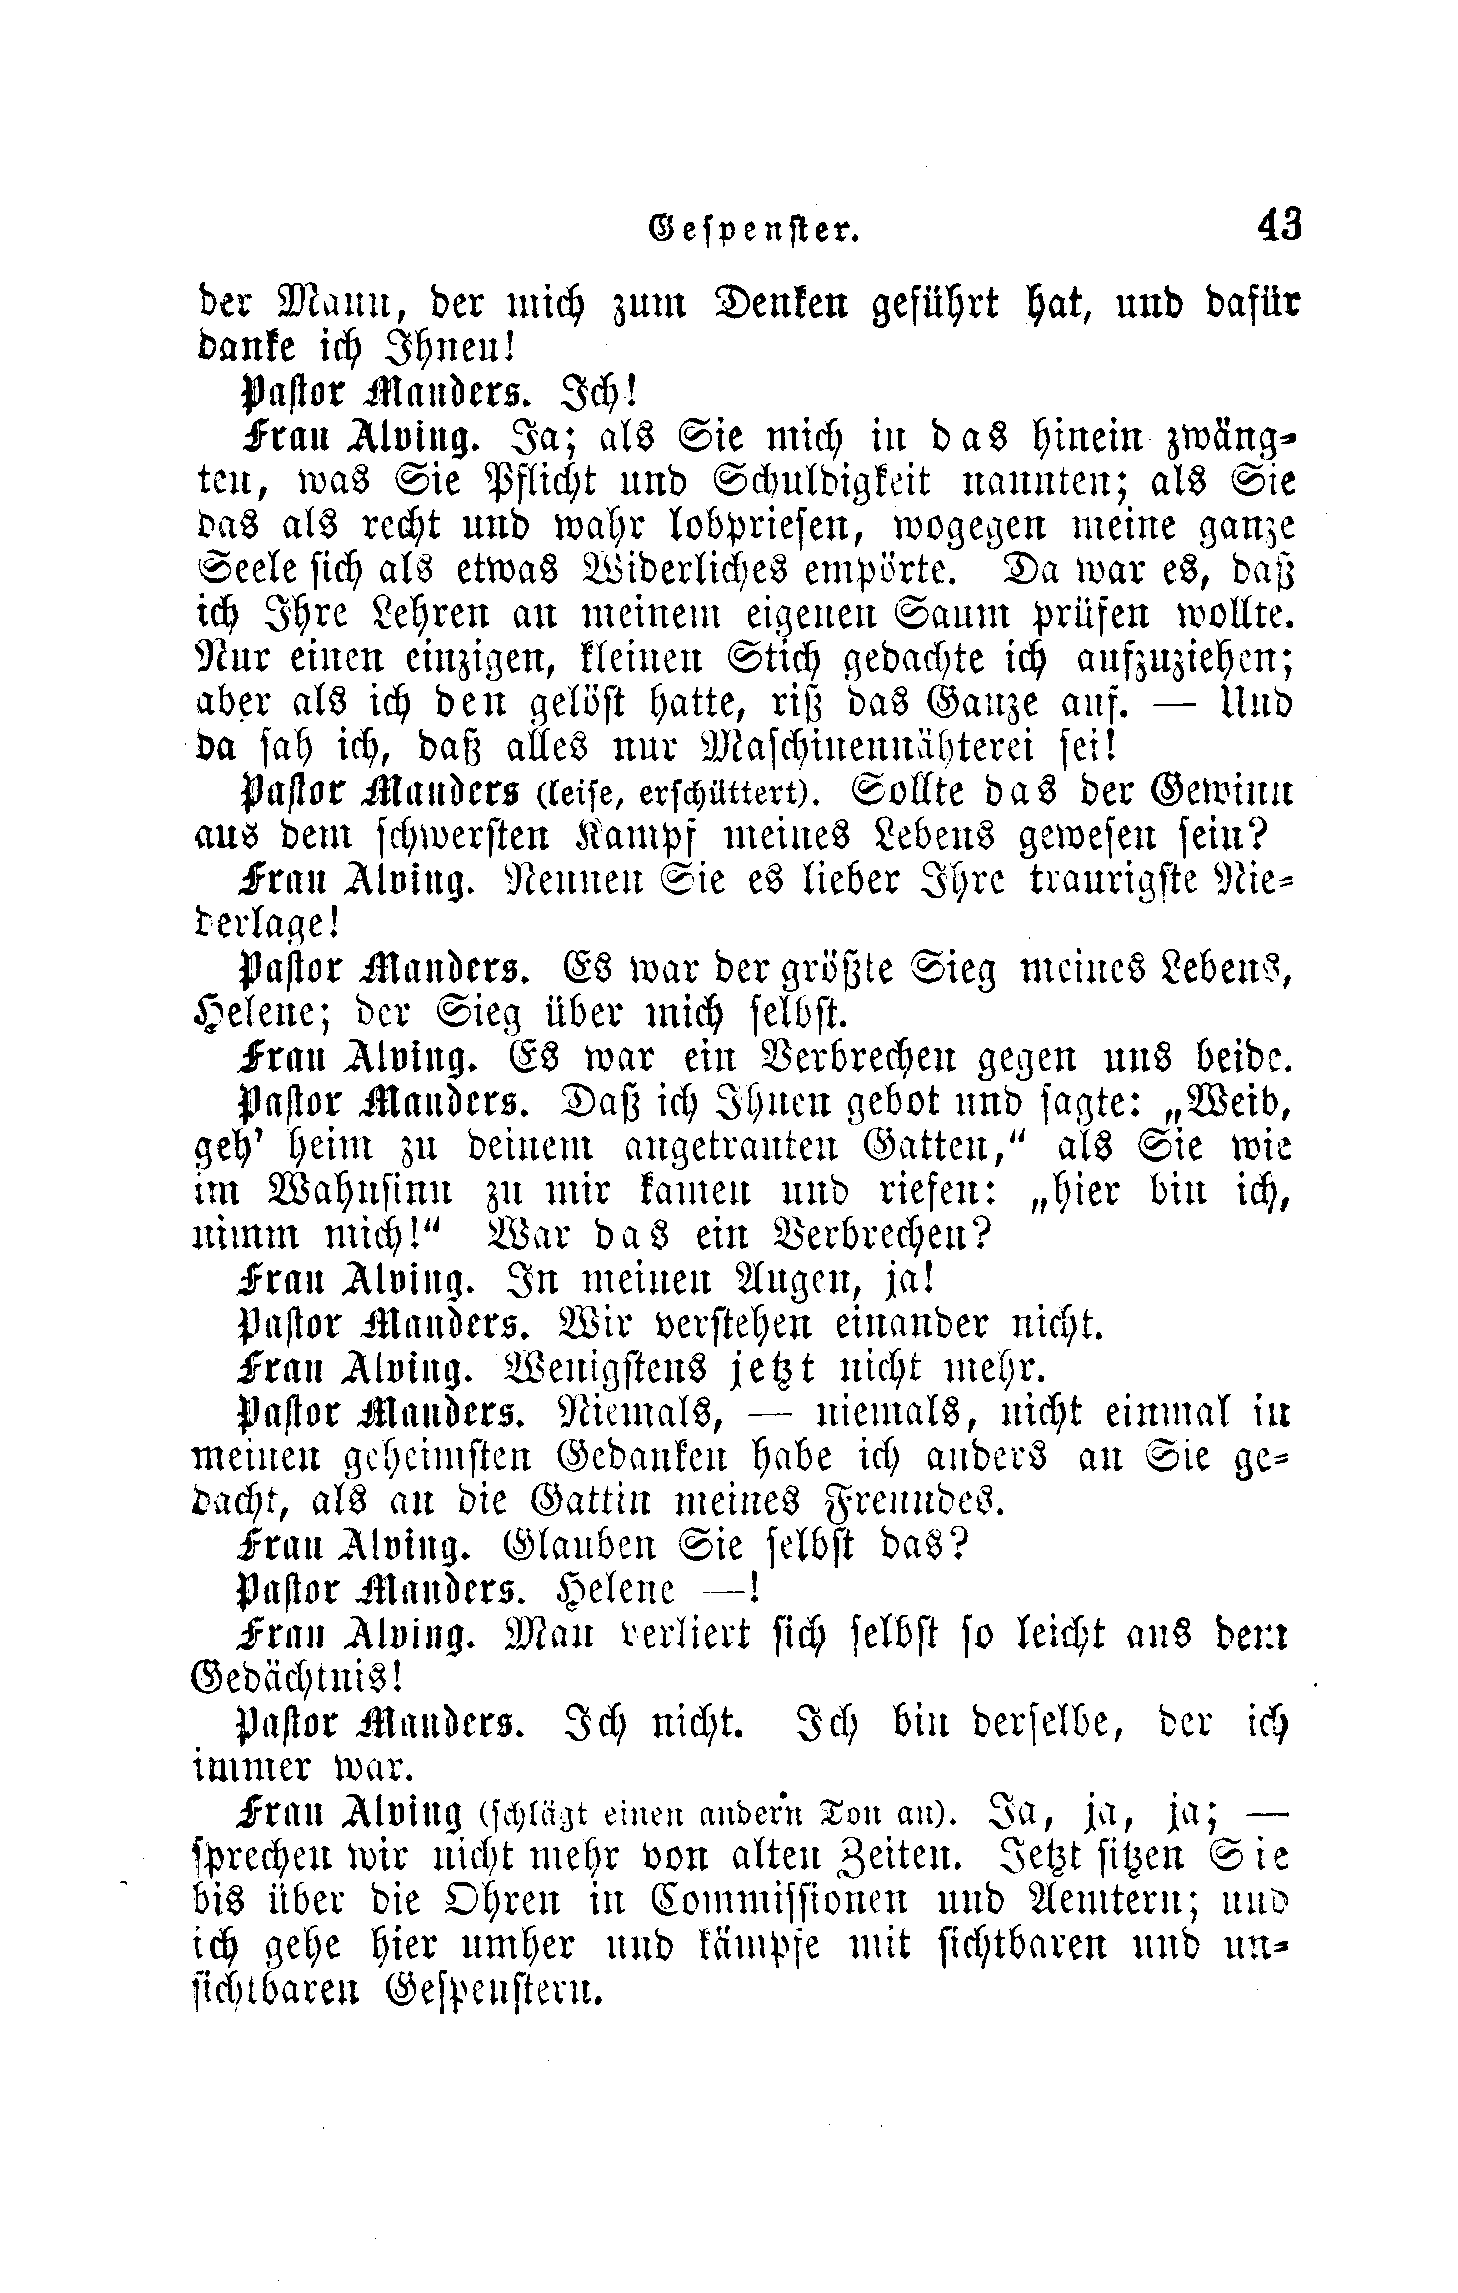 Gespenster. 43
der Mann, der mich zum Denken geführt hat, und dafür
danke ich Ihnen!
Pastor Manders. Ich!
Frau Alving. Ja; als Sie mich in das hinein zwäng-
ten, was Sie Pflicht und Schuldigkeit nannten; als Sie
das als recht und wahr lobpriesen, wogegen meine ganze
Seele sich als etwas Widerliches empörte. Da war es, daß
ich Ihre Lehren an meinem eigenen Saum prüfen wollte.
Nur einen einzigen, kleinen Stich gedachte ich aufzuziehen;
aber als ich den gelöst hatte, riß das Ganze auf. — Und
da sah ich, daß alles nur Maschinennähterei sei!
Pastor Manders (leise, erschüttert). Sollte das der Gewinn
aus dem schwersten Kampf meines Lebens gewesen sein?
Frau Alving. Nennen Sie es lieber Ihre traurigste Nie-
derlage!
Pastor Manders. Es war der größte Sieg meines Lebens,
Helene; der Sieg über mich selbst.
Frau Alving. Es war ein Verbrechen gegen uns beide.
Pastor Manders. Daß ich Ihnen gebot und sagte: „Weib,
geh' heim zu deinem angetrauten Gatten,“ als Sie wie
im Wahnsinn zu mir kamen und riefen: „hier bin ich,
nimm mich!“ War das ein Verbrechen?
Frau Alving. In meinen Augen, ja!
Pastor Manders. Wir verstehen einander nicht.
Frau Alving. Wenigstens jetzt nicht mehr.
Pastor Manders. Niemals, — niemals, nicht einmal in
meinen geheimsten Gedanken habe ich anders an Sie ge-
dacht, als an die Gattin meines Freundes.
Frau Alving. Glauben Sie selbst das?
Pastor Manders. Helene —!
Frau Alving. Man verliert sich selbst so leicht aus dem
Gedächtnis!
Pastor Manders. Ich nicht. Ich bin derselbe, der ich
immer war.
Frau Alving (schlägt einen andern Ton an). Ja, ja, ja; —
sprechen wir nicht mehr von alten Zeiten. Jetzt sitzen Sie
bis über die Ohren in Commissionen und Aemtern; und
ich gehe hier umher und kämpfe mit sichtbaren und un-
sichtbaren Gespenstern.